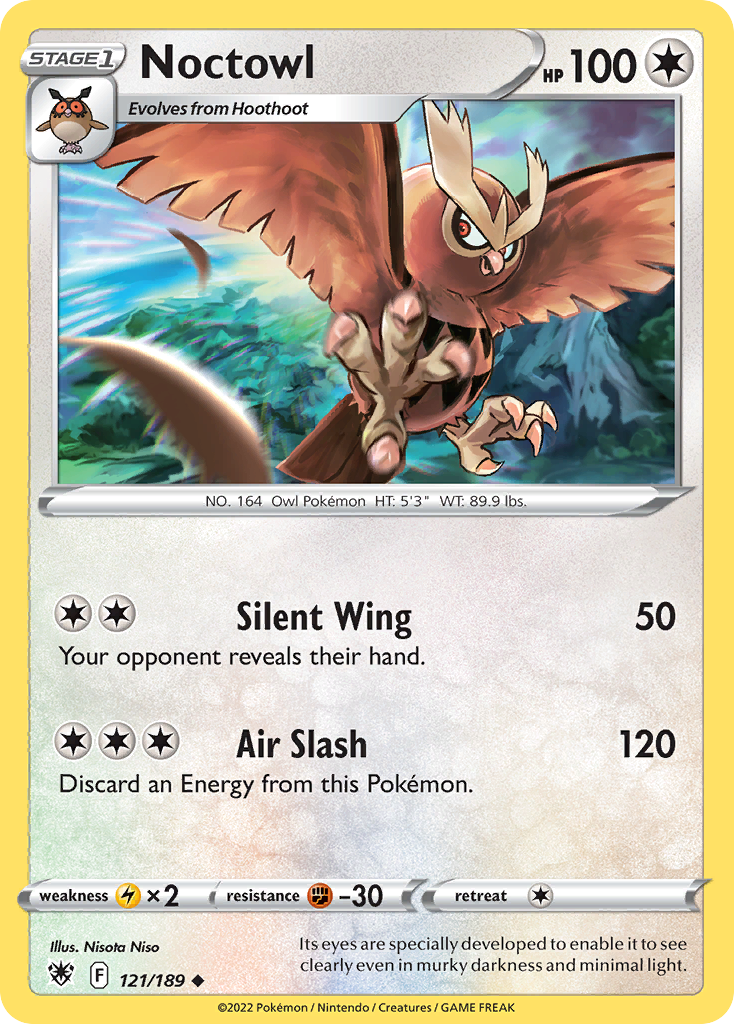 STAGE 1
Noctowl
HP 100
Evolves from Hoothoot
NO. 164 Owl Pokémon HT: 5'3" WT: 89.9 lbs.
Silent Wing 50
Your opponent reveals their hand.
Air Slash 120
Discard an Energy from this Pokémon.
weakness ×2 resistance -30 retreat
Illus. Nisota Niso
Its eyes are specially developed to enable it to see
clearly even in murky darkness and minimal light.
F 121/189
©2022 Pokémon / Nintendo / Creatures / GAME FREAK